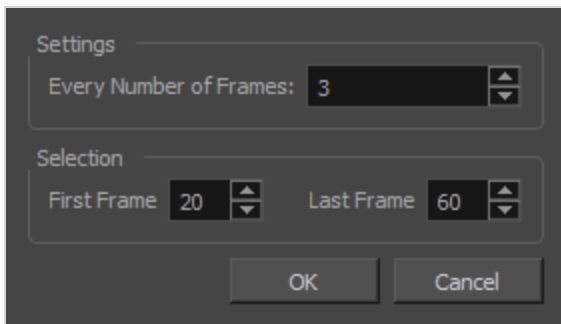 Settings
Every Number of Frames: 3
Selection
First Frame 20 Last Frame 60
OK Cancel